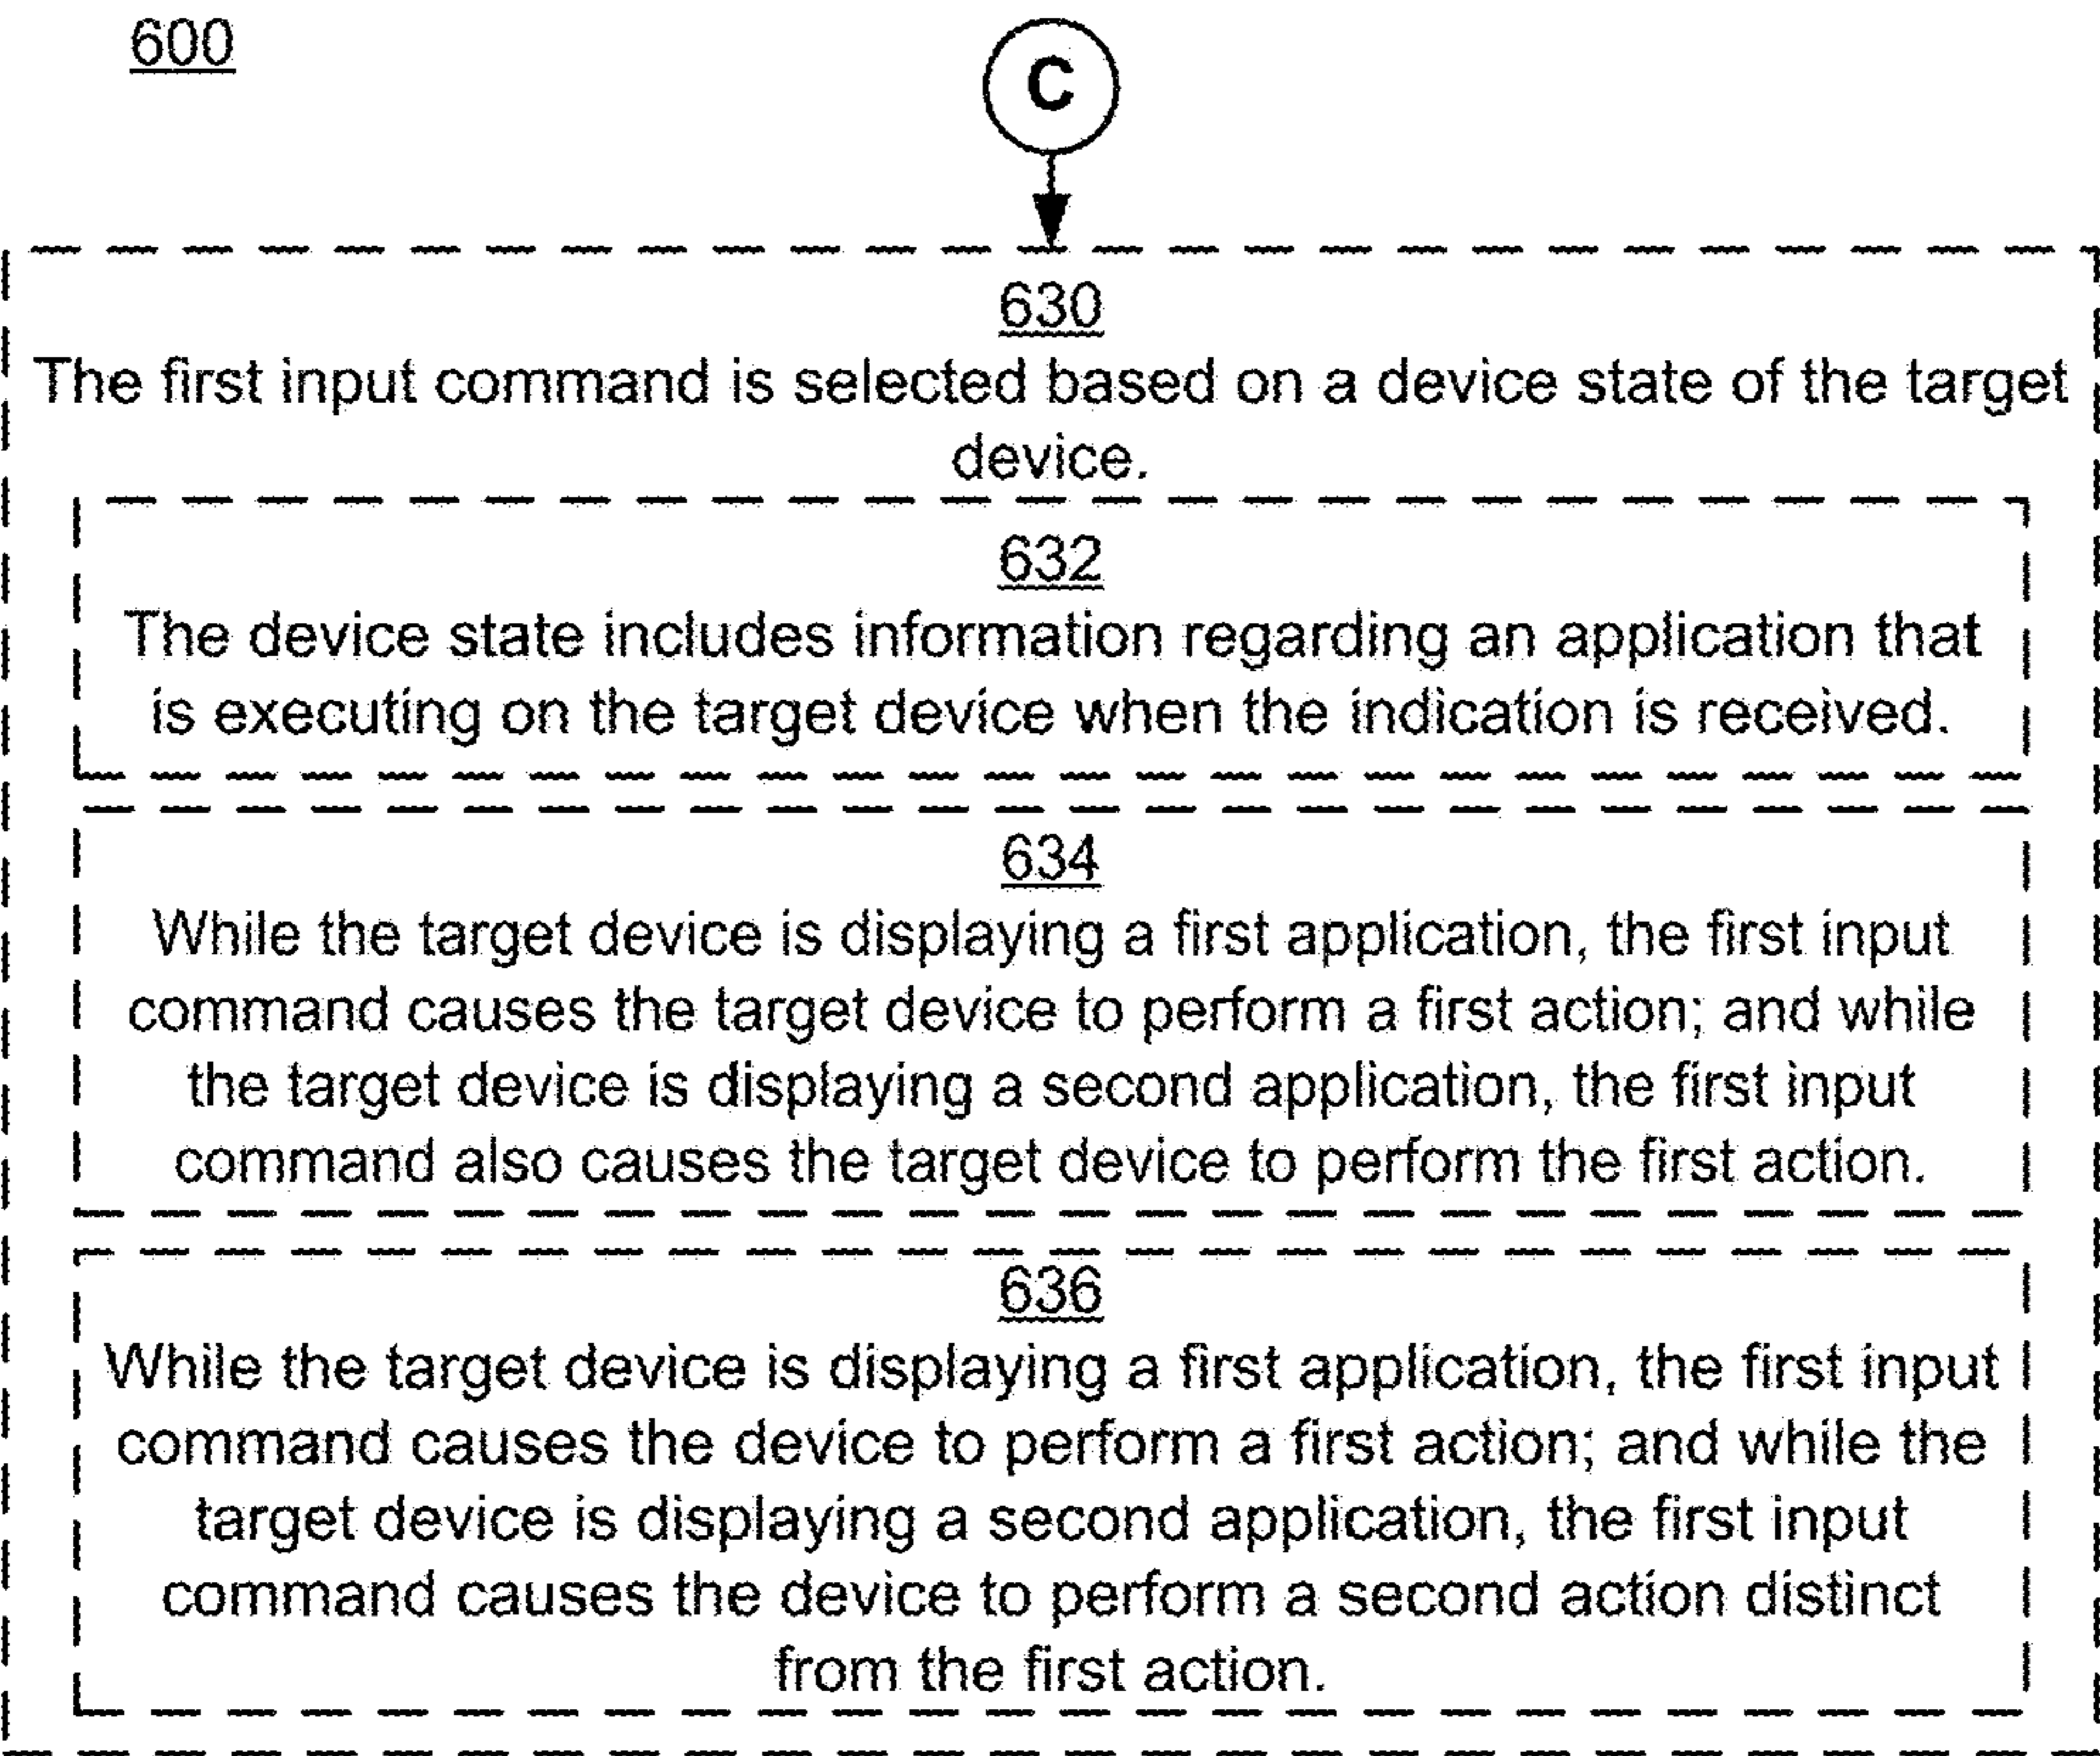 600
C
630
The first input command is selected based on a device state of the target
device.
632
The device state includes information regarding an application that
is executing on the target device when the indication is received.
634
While the target device is displaying a first application, the first input
command causes the target device to perform a first action; and while
the target device is displaying a second application, the first input
command also causes the target device to perform the first action.
636
While the target device is displaying a first application, the first input
command causes the device to perform a first action; and while the
target device is displaying a second application, the first input
command causes the device to perform a second action distinct
from the first action.